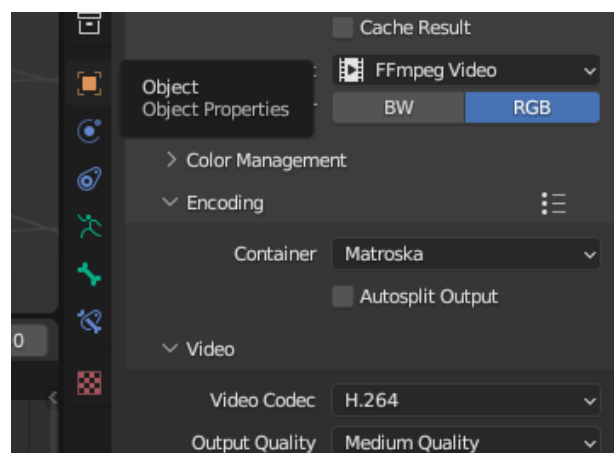 Cache Result
Object
Object Properties
FFmpeg Video
BW RGB
Color Management
Encoding
Container Matroska
Autosplit Output
0
Video
Video Codec H.264
Output Quality Medium Quality